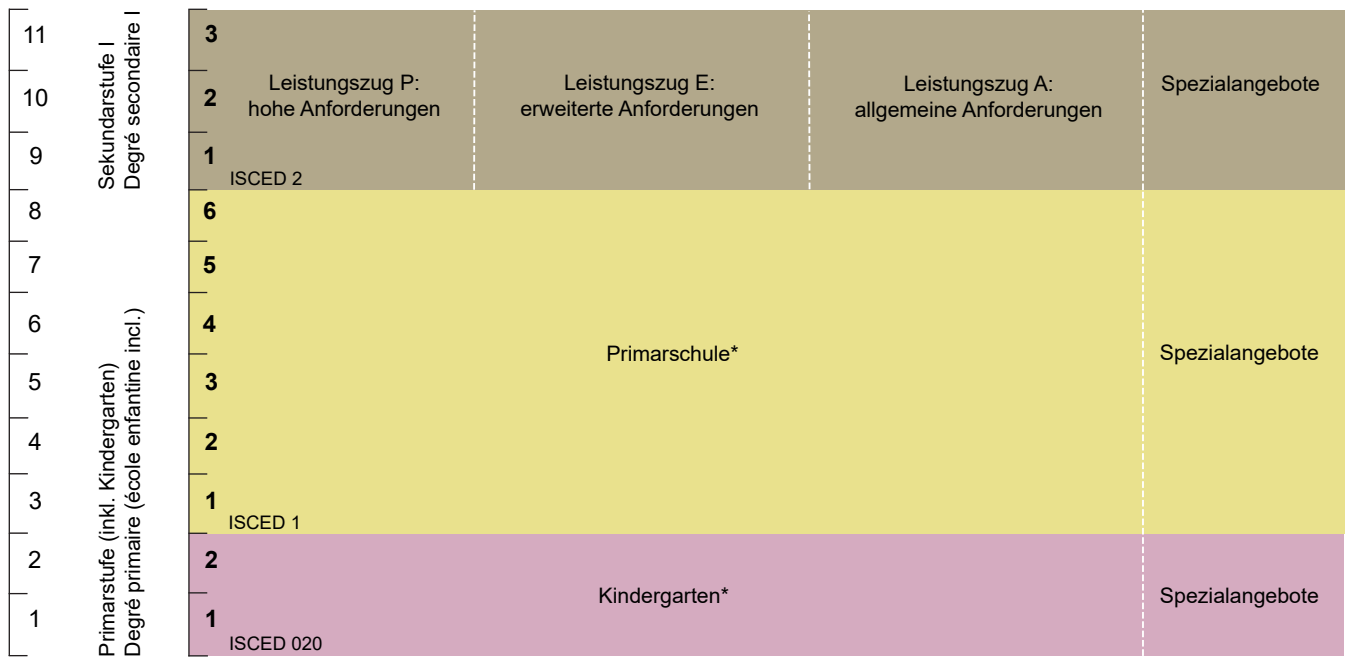 11
10
9
8
7
6
5
4
3
2
1
Sekundarstufe I
Degré secondaire I
Primarstufe (inkl. Kindergarten)
Degré primaire (école enfantine incl.)
3
2
1
ISCED 2
Leistungszug P:
hohe Anforderungen
Leistungszug E:
erweiterte Anforderungen
Leistungszug A:
allgemeine Anforderungen
Spezialangebote
6
5
4
3
2
1
ISCED 1
Primarschule*
Spezialangebote
2
1
ISCED 020
Kindergarten*
Spezialangebote